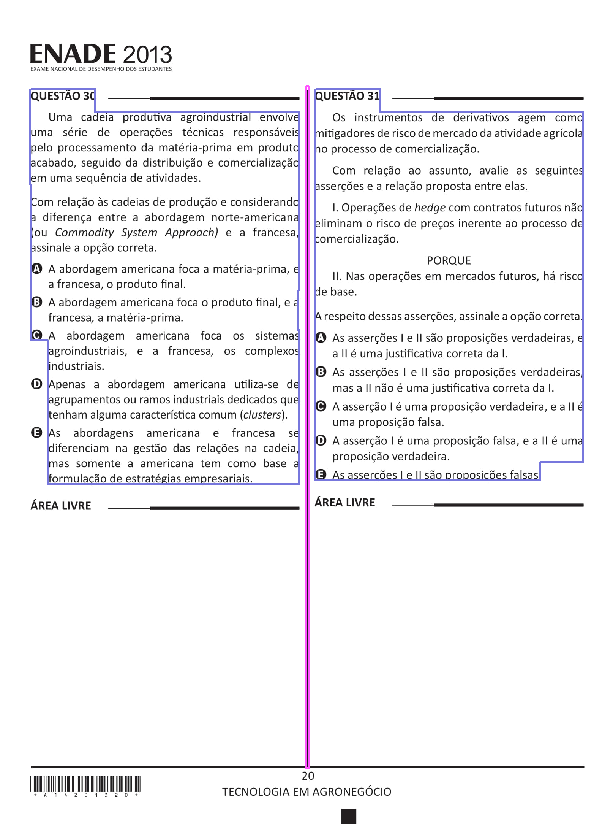 ENADE 2013
EXAME NACIONAL DE DESEMPENHO DOS ESTUDANTES
QUESTÃO 30
Uma cadeia produtiva agroindustrial envolve
uma série de operações técnicas responsáveis
pelo processamento da matéria-prima em produto
acabado, seguido da distribuição e comercialização
em uma sequência de atividades.
Com relação às cadeias de produção e considerando
a diferença entre a abordagem norte-americana
(ou Commodity System Approach) e a francesa,
assinale a opção correta.
A A abordagem americana foca a matéria-prima, e
a francesa, o produto final.
B A abordagem americana foca o produto final, e a
francesa, a matéria-prima.
C A abordagem americana foca os sistemas
agroindustriais, e a francesa, os complexos
industriais.
D Apenas a abordagem americana utiliza-se de
agrupamentos ou ramos industriais dedicados que
tenham alguma característica comum (clusters).
E As abordagens americana e francesa se
diferenciam na gestão das relações na cadeia,
mas somente a americana tem como base a
formulação de estratégias empresariais.
ÁREA LIVRE
QUESTÃO 31
Os instrumentos de derivativos agem como
mitigadores de risco de mercado da atividade agrícola
no processo de comercialização.
Com relação ao assunto, avalie as seguintes
asserções e a relação proposta entre elas.
I. Operações de hedge com contratos futuros não
eliminam o risco de preços inerente ao processo de
comercialização.
PORQUE
II. Nas operações em mercados futuros, há risco
de base.
A respeito dessas asserções, assinale a opção correta.
A As asserções I e II são proposições verdadeiras, e
a II é uma justificativa correta da I.
B As asserções I e II são proposições verdadeiras,
mas a II não é uma justificativa correta da I.
C A asserção I é uma proposição verdadeira, e a II é
uma proposição falsa.
D A asserção I é uma proposição falsa, e a II é uma
proposição verdadeira.
E As asserções I e II são proposições falsas.
ÁREA LIVRE
20
TECNOLOGIA EM AGRONEGÓCIO